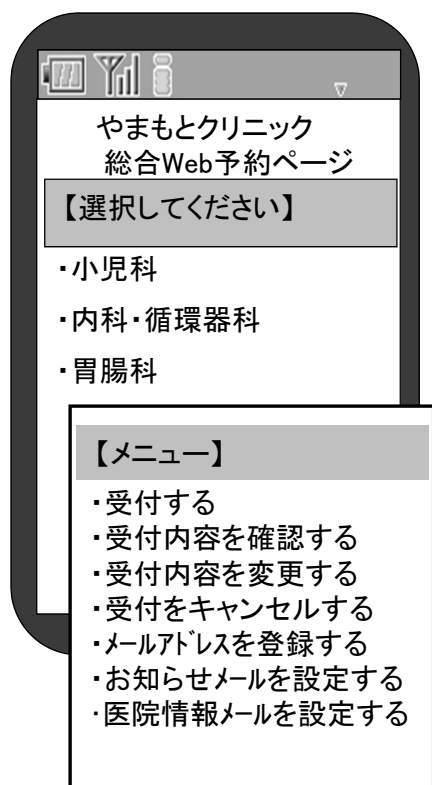 やまもとクリニック
総合Web予約ページ
【選択してください】
・小児科
・内科・循環器科
・胃腸科
【メニュー】
・受付する
・受付内容を確認する
・受付内容を変更する
・受付をキャンセルする
・ﾒｰﾙｱﾄﾞﾚｽを登録する
・お知らせﾒｰﾙを設定する
・医院情報ﾒｰﾙを設定する